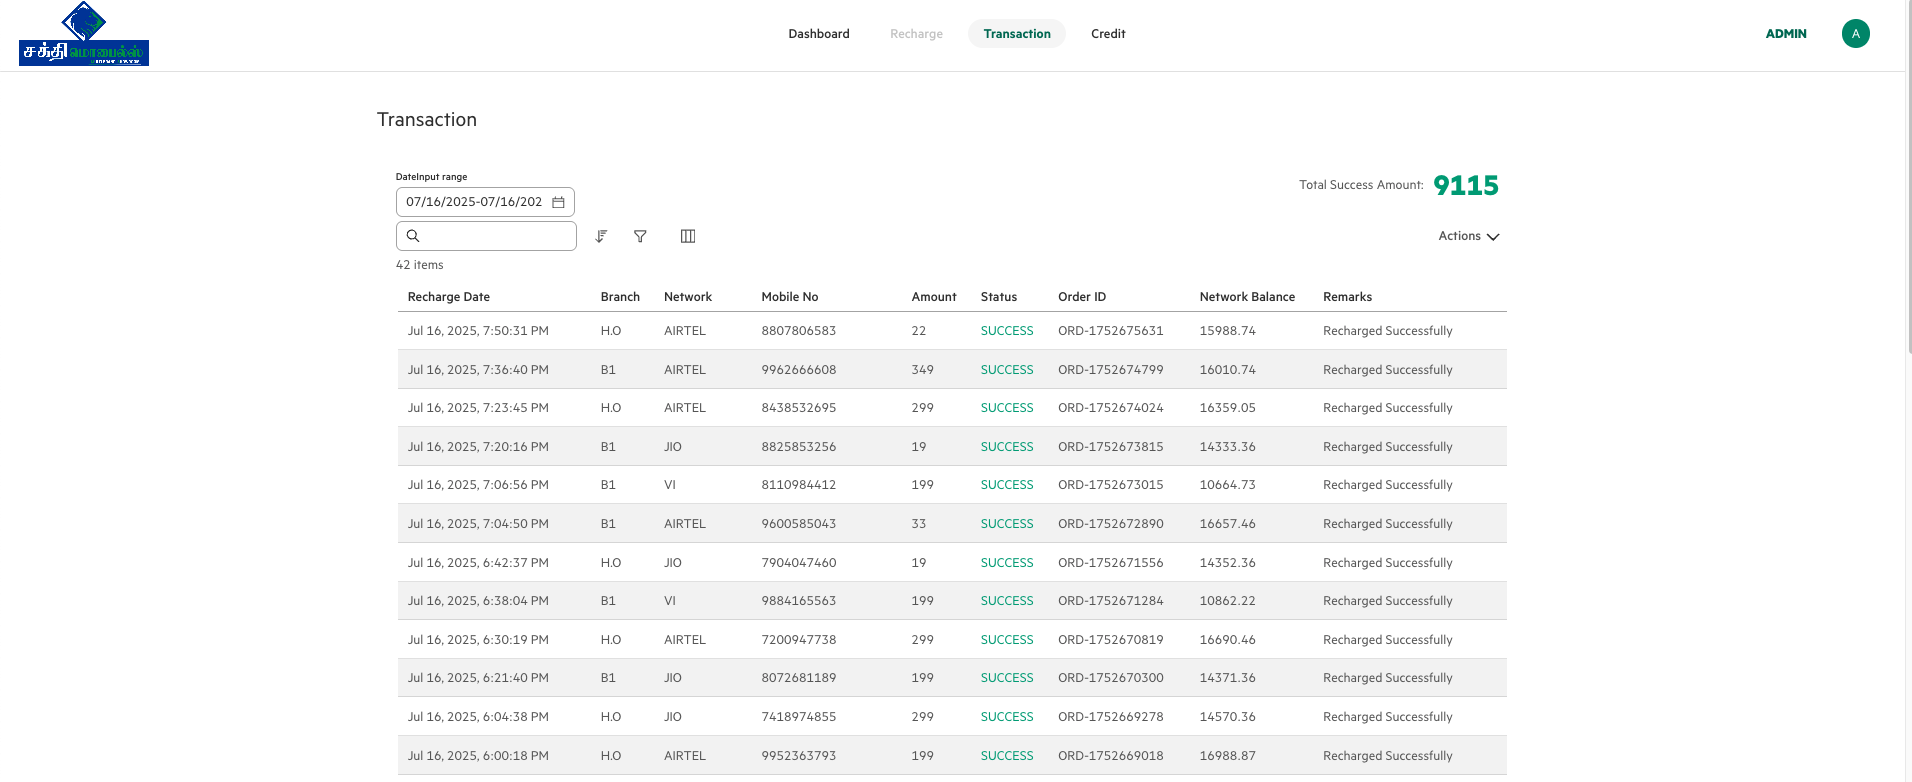 சக்தி மொபைல்ஸ்
Dashboard Recharge Transaction Credit ADMIN A
Transaction
DateInput range
07/16/2025-07/16/202
Total Success Amount: 9115
Actions
42 items
Recharge Date Branch Network Mobile No Amount Status Order ID Network Balance Remarks
Jul 16, 2025, 7:50:31 PM H.O AIRTEL 8807806583 22 SUCCESS ORD-1752675631 15988.74 Recharged Successfully
Jul 16, 2025, 7:36:40 PM B1 AIRTEL 9962666608 349 SUCCESS ORD-1752674799 16010.74 Recharged Successfully
Jul 16, 2025, 7:23:45 PM H.O AIRTEL 8438532695 299 SUCCESS ORD-1752674024 16359.05 Recharged Successfully
Jul 16, 2025, 7:20:16 PM B1 JIO 8825853256 19 SUCCESS ORD-1752673815 14333.36 Recharged Successfully
Jul 16, 2025, 7:06:56 PM B1 VI 8110984412 199 SUCCESS ORD-1752673015 10664.73 Recharged Successfully
Jul 16, 2025, 7:04:50 PM B1 AIRTEL 9600585043 33 SUCCESS ORD-1752672890 16657.46 Recharged Successfully
Jul 16, 2025, 6:42:37 PM H.O JIO 7904047460 19 SUCCESS ORD-1752671556 14352.36 Recharged Successfully
Jul 16, 2025, 6:38:04 PM B1 VI 9884165563 199 SUCCESS ORD-1752671284 10862.22 Recharged Successfully
Jul 16, 2025, 6:30:19 PM H.O AIRTEL 7200947738 299 SUCCESS ORD-1752670819 16690.46 Recharged Successfully
Jul 16, 2025, 6:21:40 PM B1 JIO 8072681189 199 SUCCESS ORD-1752670300 14371.36 Recharged Successfully
Jul 16, 2025, 6:04:38 PM H.O JIO 7418974855 299 SUCCESS ORD-1752669278 14570.36 Recharged Successfully
Jul 16, 2025, 6:00:18 PM H.O AIRTEL 9952363793 199 SUCCESS ORD-1752669018 16988.87 Recharged Successfully